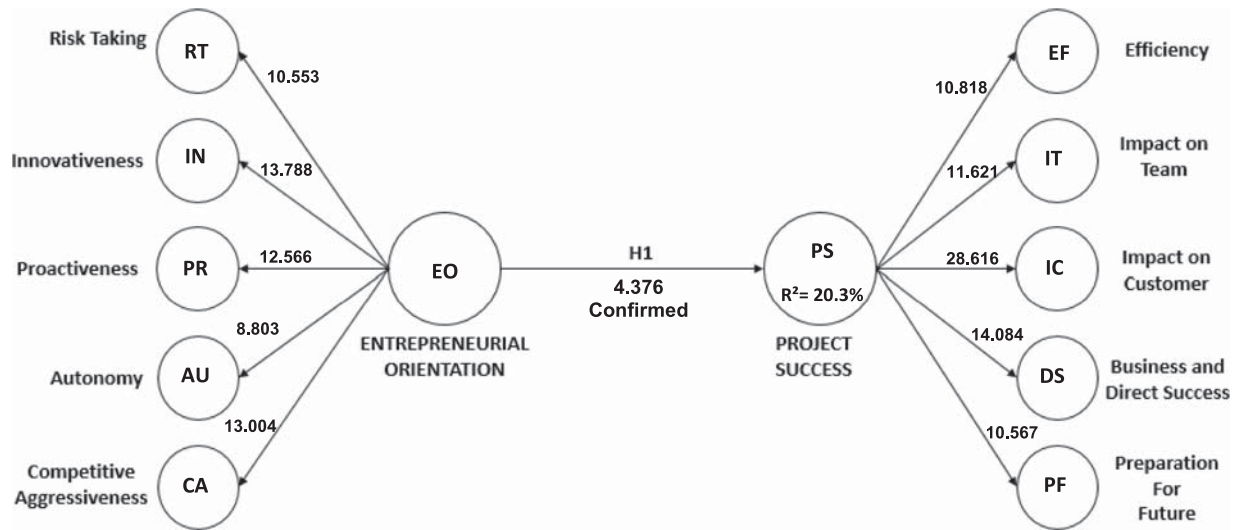 Risk Taking
RT
10.553
Innovativeness
IN
13.788
Proactiveness
PR
12.566
Autonomy
AU
8.803
Competitive
Aggressiveness
CA
13.004
EO
ENTREPRENEURIAL
ORIENTATION
H1
4.376
Confirmed
PS
R²= 20.3%
PROJECT
SUCCESS
10.818
EF
Efficiency
11.621
IT
Impact on
Team
28.616
IC
Impact on
Customer
14.084
DS
Business and
Direct Success
10.567
PF
Preparation
For
Future